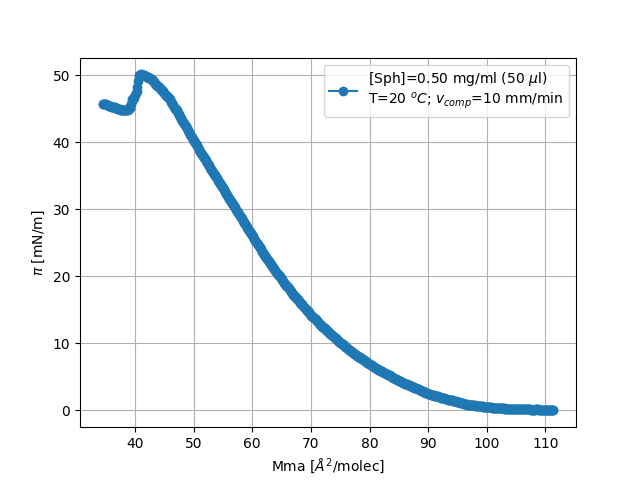 [Sph]=0.50 mg/ml (50 μl)
T=20 °C; v_comp=10 mm/min
50
40
30
20
10
0
π [mN/m]
40 50 60 70 80 90 100 110
Mma [Å²/molec]